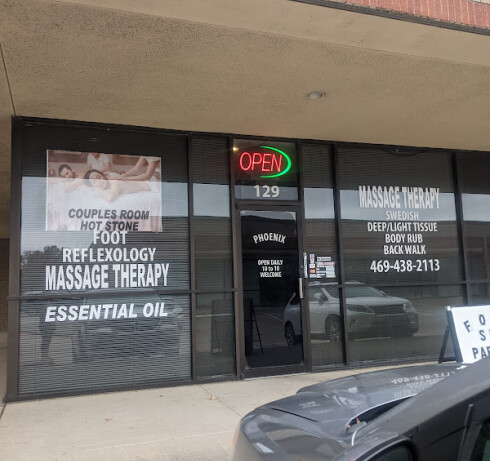 OPEN
129
COUPLES ROOM
HOT STONE
FOOT
REFLEXOLOGY
MASSAGE THERAPY
ESSENTIAL OIL
PHOENIX
OPEN DAILY
10 to 10
WELCOME
MASSAGE THERAPY
SWEDISH
DEEP/LIGHT TISSUE
BODY RUB
BACK WALK
469-438-2113